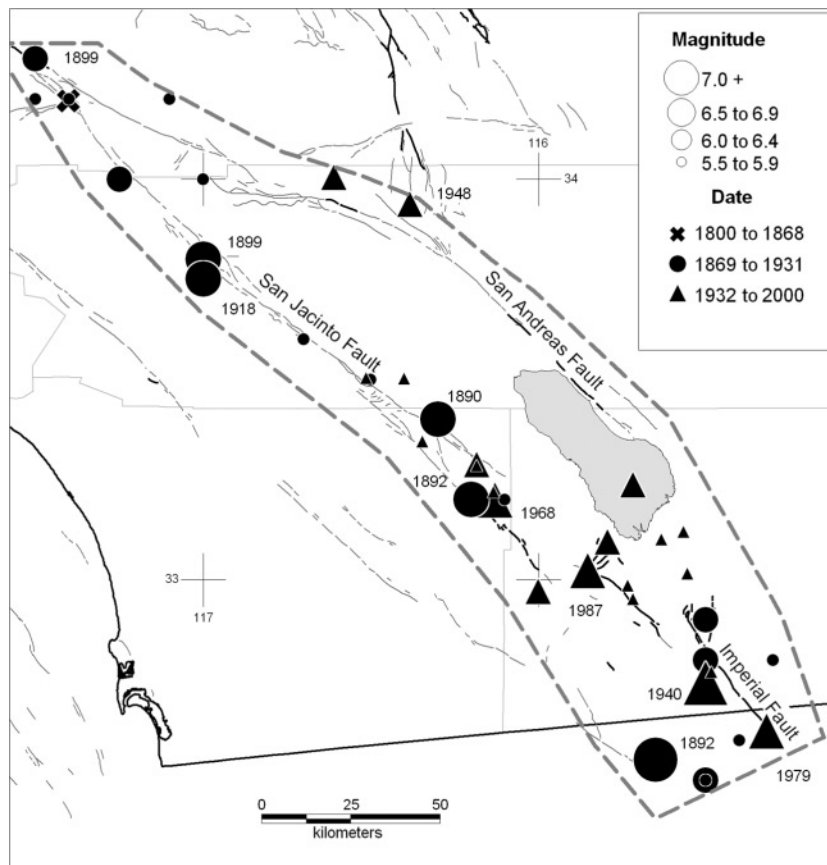 Magnitude
7.0 +
6.5 to 6.9
6.0 to 6.4
5.5 to 5.9
Date
1800 to 1868
1869 to 1931
1932 to 2000
1899
116
34
1948
1899
San Jacinto Fault
San Andreas Fault
1918
1890
1892
1968
33
117
1987
Imperial Fault
1940
1892
1979
0 25 50
kilometers